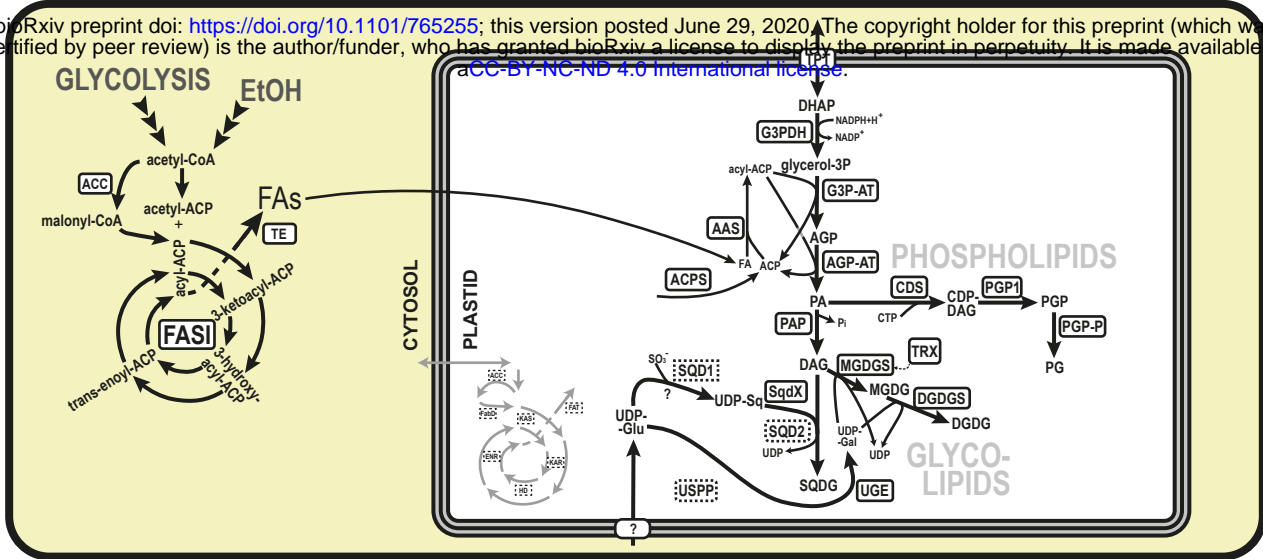 bioRxiv preprint doi: https://doi.org/10.1101/765255; this version posted June 29, 2020. The copyright holder for this preprint (which wa
ertified by peer review) is the author/funder, who has granted bioRxiv a license to display the preprint in perpetuity. It is made available
aCC-BY-NC-ND 4.0 International license.
TPT
GLYCOLYSIS
EtOH
acetyl-CoA
ACC
malonyl-CoA
acetyl-ACP
+
acyl-ACP
FAs
TE
3-ketoacyl-ACP
FASI
3-hydroxy-
acyl-ACP
trans-enoyl-ACP
CYTOSOL
PLASTID
DHAP
NADPH+H+
G3PDH
NADP+
acyl-ACP
glycerol-3P
G3P-AT
AAS
AGP
FA
ACP
AGP-AT
ACPS
PHOSPHOLIPIDS
PA
CDS
CTP
CDP-
DAG
PGP1
PGP
PGP-P
PG
PAP
Pi
DAG
MGDGS
TRX
MGDG
DGDGS
DGDG
SO3-
SQD1
?
UDP-Sq
SqdX
SQD2
UDP
UDP-
-Glu
UDP-
-Gal
UDP
GLYCO-
LIPIDS
SQDG
USPP
UGE
?
ACC
FabD
KAS
FAT
ENR
KAR
HD